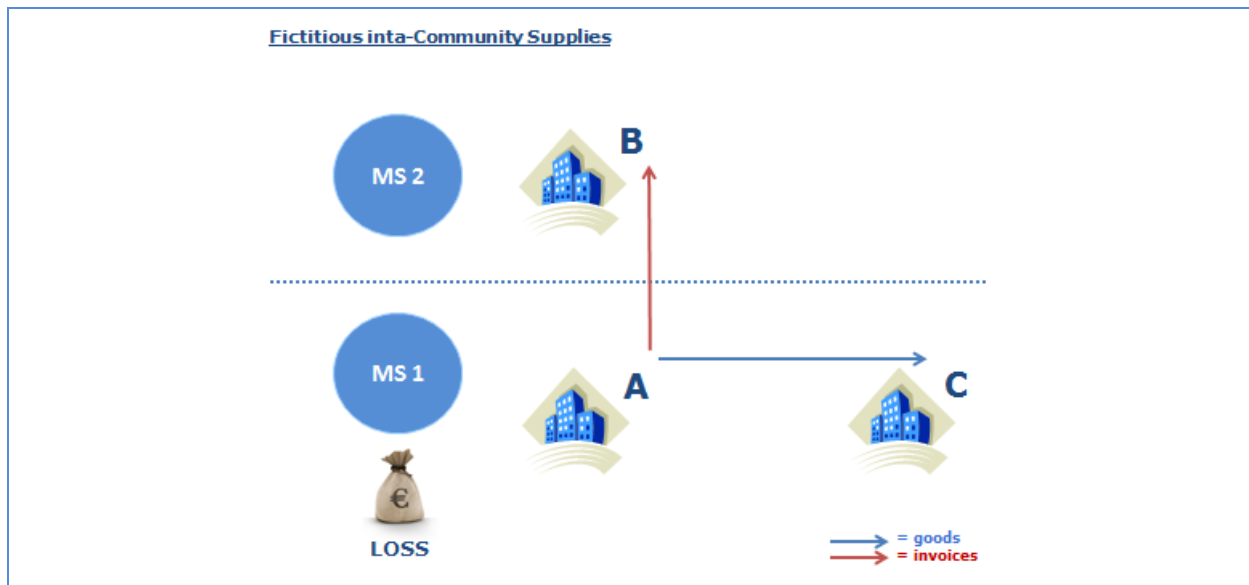 Fictitious inta-Community Supplies
MS 2
B
MS 1
A
C
€
LOSS
= goods
= invoices